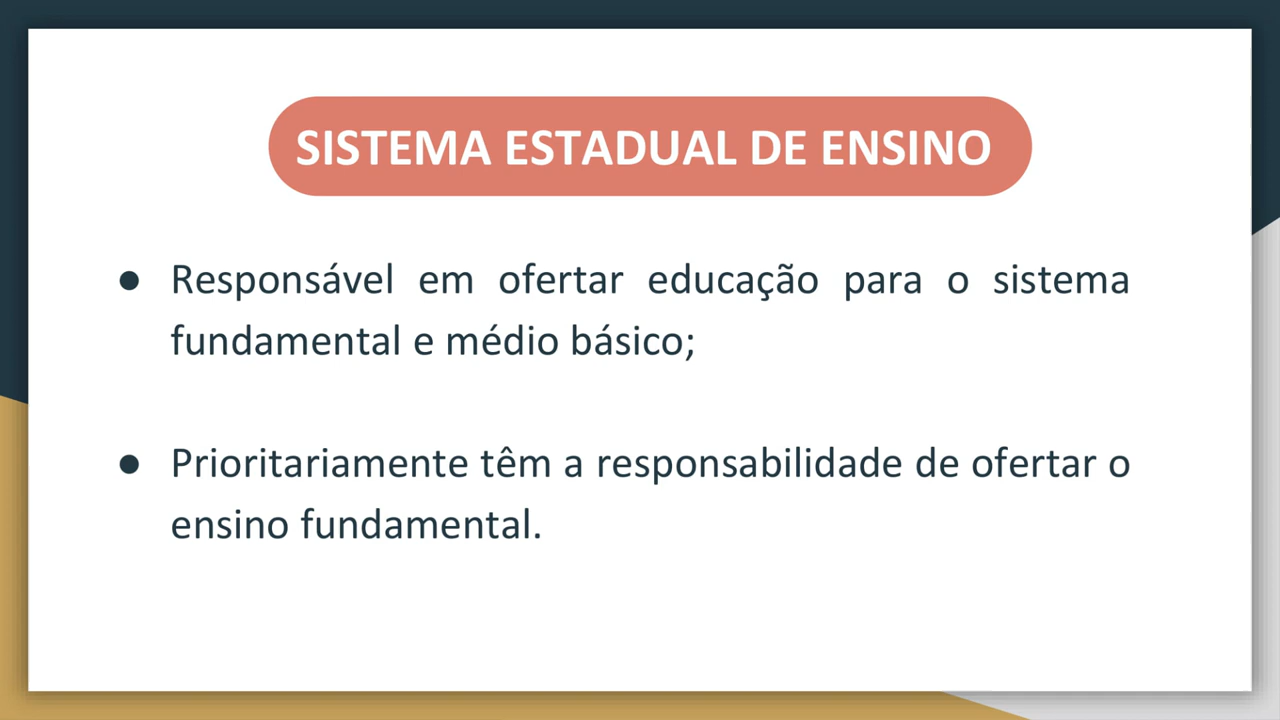 SISTEMA ESTADUAL DE ENSINO
● Responsável em ofertar educação para o sistema
fundamental e médio básico;
● Prioritariamente têm a responsabilidade de ofertar o
ensino fundamental.